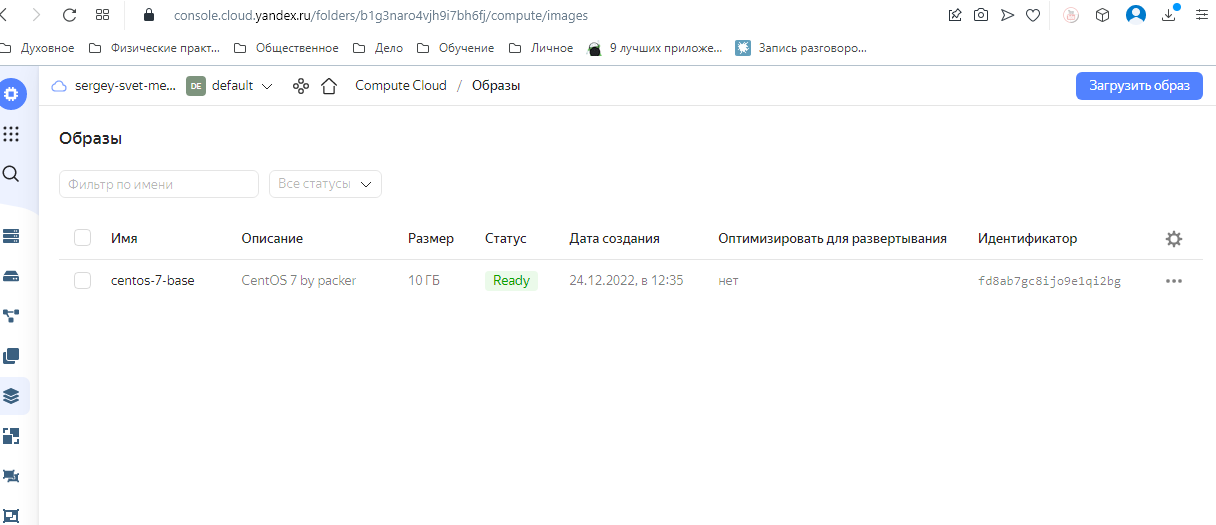 console.cloud.yandex.ru/folders/b1g3naro4vjh9i7bh6fj/compute/images
Духовное Физические практ... Общественное Дело Обучение Личное 9 лучших приложе... Запись разговоро...
sergey-svet-me... DE default Compute Cloud / Образы Загрузить образ
Образы
Фильтр по имени Все статусы
Имя Описание Размер Статус Дата создания Оптимизировать для развертывания Идентификатор
centos-7-base CentOS 7 by packer 10 ГБ Ready 24.12.2022, в 12:35 нет fd8ab7gc8ijo9e1qi2bg